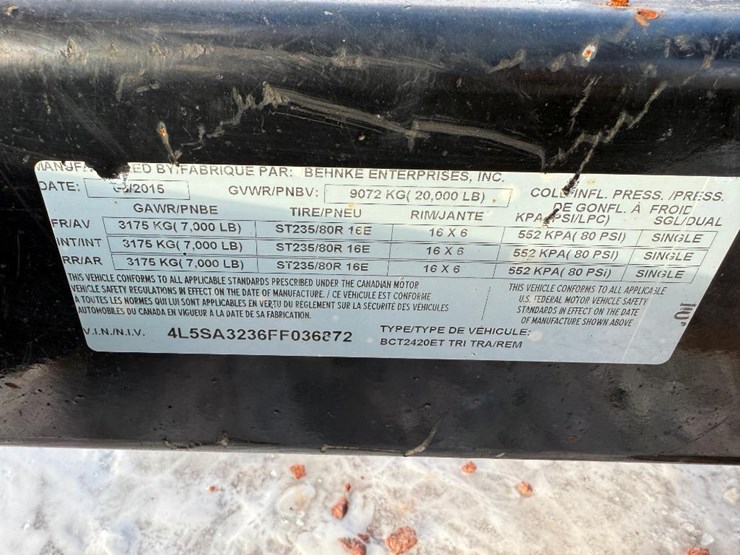 ED BY/FABRIQUE PAR: BEHNKE ENTERPRISES, INC.
DATE: /2015 GVWR/PNBV: 9072 KG( 20,000 LB) COLD INFL. PRESS. /PRESS.
GAWR/PNBE TIRE/PNEU RIM/JANTE DE GONFL. À FROID
KPA(PSI/LPC) SGL/DUAL
FR/AV 3175 KG( 7,000 LB) ST235/80R 16E 16 X 6 552 KPA( 80 PSI) SINGLE
INT/INT 3175 KG( 7,000 LB) ST235/80R 16E 16 X 6 552 KPA( 80 PSI) SINGLE
RR/AR 3175 KG( 7,000 LB) ST235/80R 16E 16 X 6 552 KPA( 80 PSI) SINGLE
THIS VEHICLE CONFORMS TO ALL APPLICABLE STANDARDS PRESCRIBED UNDER THE CANADIAN MOTOR
VEHICLE SAFETY REGULATIONS IN EFFECT ON THE DATE OF MANUFACTURE. / CE VÉHICULE EST CONFORME
A TOUTES LES NORMES QUI LUI SONT APPLICABLES EN VERTU DU RÈGLEMENT SUR LA SÉCURITÉ DES VÉHICULES
AUTOMOBILES DU CANADA EN VIGUEUR À LA DATE DE SA FABRICATION.
THIS VEHICLE CONFORMS TO ALL APPLICABLE
U.S. FEDERAL MOTOR VEHICLE SAFETY
STANDARDS IN EFFECT ON THE DATE
OF MANUFACTURE SHOWN ABOVE
V.I.N./N.I.V. 4L5SA3236FF036872 TYPE/TYPE DE VÉHICULE:
BCT2420ET TRI TRA/REM